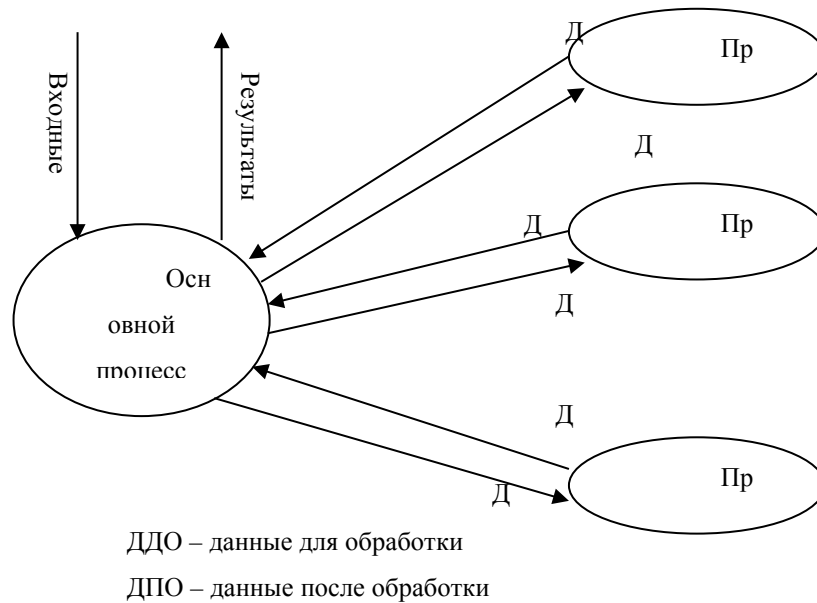 Входные
Результаты
Д
Пр
Д
Д
Пр
Д
Осн
овной
процесс
Д
Пр
Д
ДДО – данные для обработки
ДПО – данные после обработки